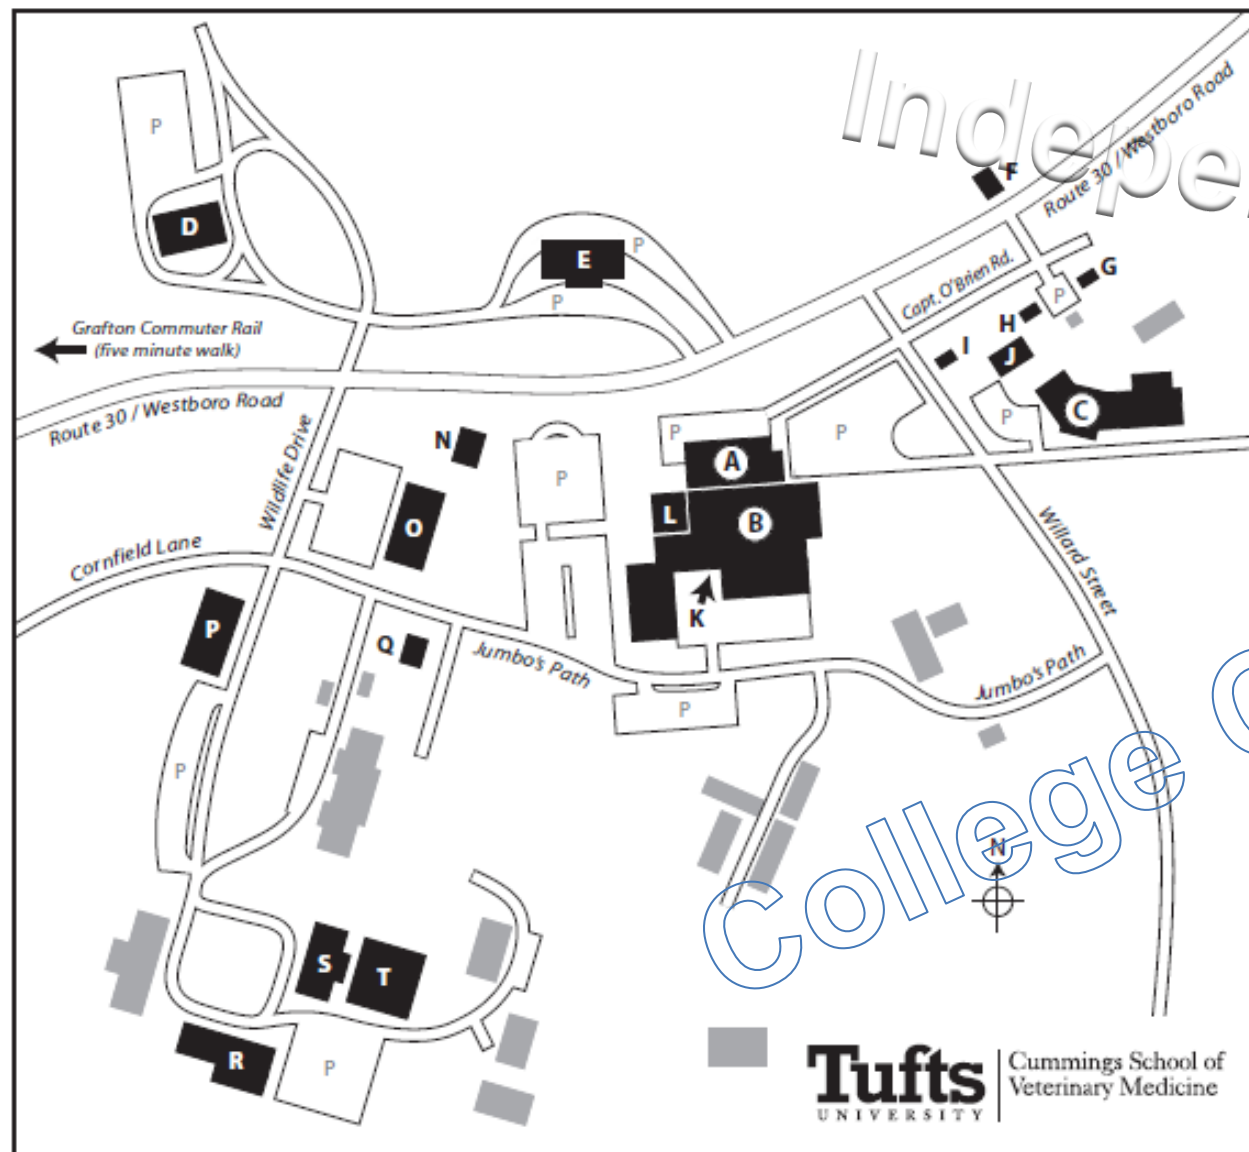 Indepe
Route 30 / Westboro Road
F
P
D
E
P
P
Capt. O'Brien Rd.
G
P
H
I
J
Grafton Commuter Rail
(five minute walk)
Route 30 / Westboro Road
Wildlife Drive
N
P
P
A
P
P
C
O
L
B
Willard Street
Cornfield Lane
P
Q
K
Jumbo's Path
Jumbo's Path
P
P
College
N
S
T
R
P
Tufts
UNIVERSITY
Cummings School of
Veterinary Medicine